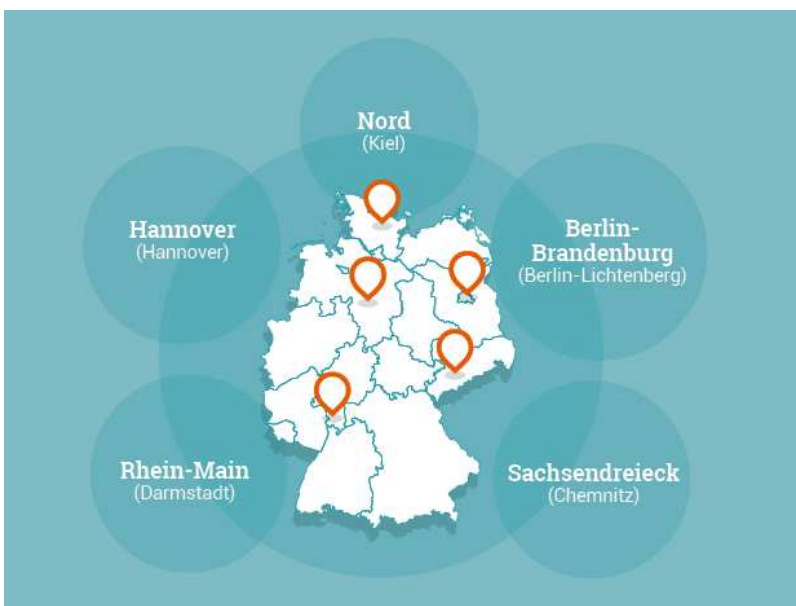 Nord
(Kiel)
Hannover
(Hannover)
Berlin-
Brandenburg
(Berlin-Lichtenberg)
Rhein-Main
(Darmstadt)
Sachsendreieck
(Chemnitz)